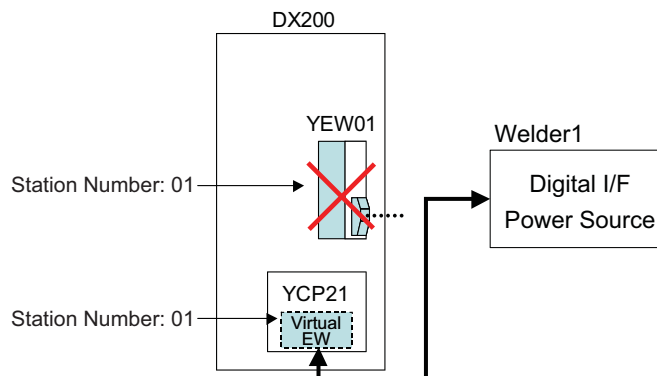 DX200
YEW01
Welder1
Station Number: 01
Digital I/F
Power Source
YCP21
Station Number: 01
Virtual
EW